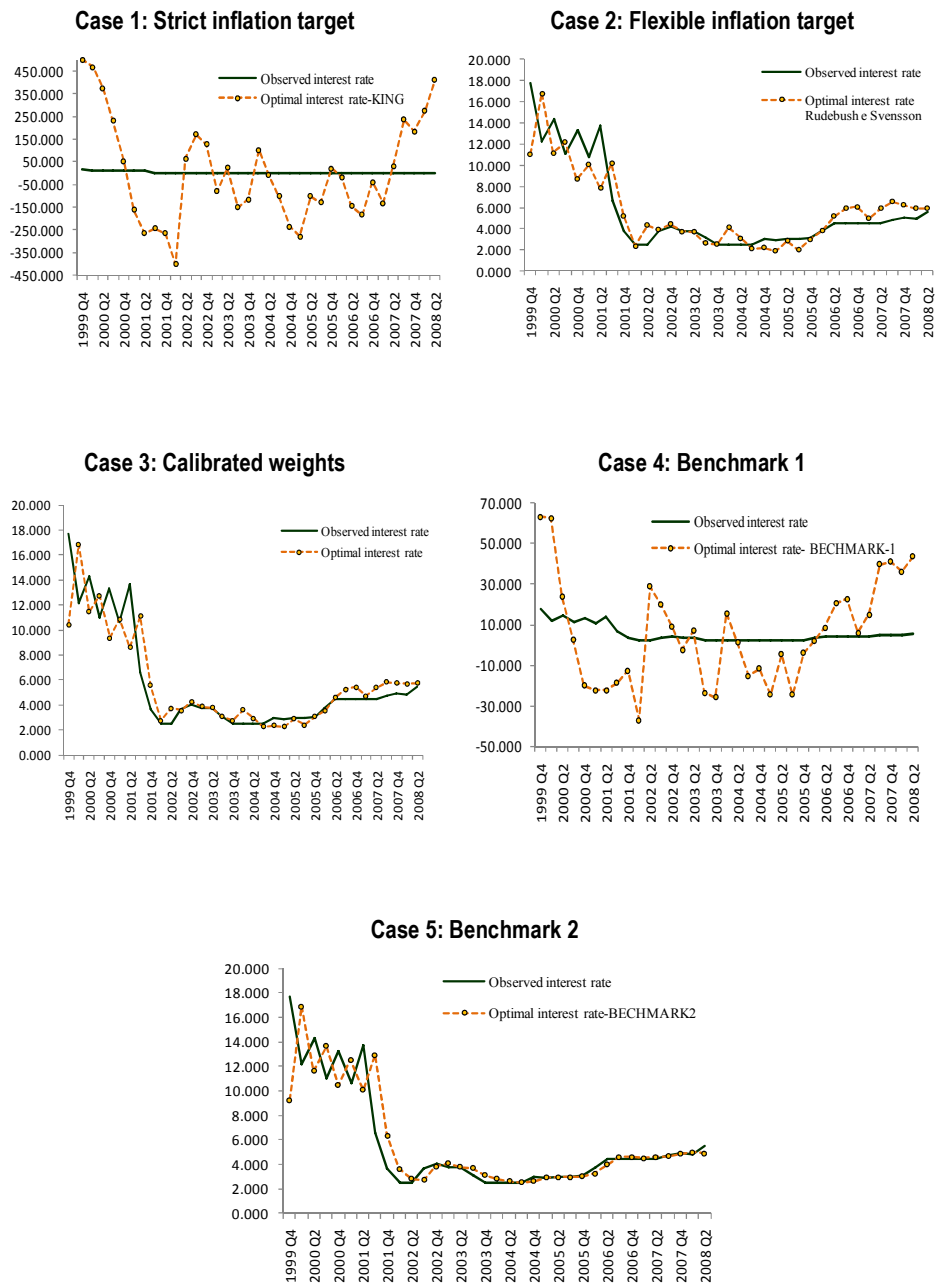 Case 1: Strict inflation target
450.000
350.000
250.000
150.000
50.000
-50.000
-150.000
-250.000
-350.000
-450.000
Observed interest rate
Optimal interest rate-KING
1999 Q4
2000 Q2
2000 Q4
2001 Q2
2001 Q4
2002 Q2
2002 Q4
2003 Q2
2003 Q4
2004 Q2
2004 Q4
2005 Q2
2005 Q4
2006 Q2
2006 Q4
2007 Q2
2007 Q4
2008 Q2
Case 2: Flexible inflation target
20.000
18.000
16.000
14.000
12.000
10.000
8.000
6.000
4.000
2.000
0.000
Observed interest rate
Optimal interest rate
Rudebush e Svensson
1999 Q4
2000 Q2
2000 Q4
2001 Q2
2001 Q4
2002 Q2
2002 Q4
2003 Q2
2003 Q4
2004 Q2
2004 Q4
2005 Q2
2005 Q4
2006 Q2
2006 Q4
2007 Q2
2007 Q4
2008 Q2
Case 3: Calibrated weights
20.000
18.000
16.000
14.000
12.000
10.000
8.000
6.000
4.000
2.000
0.000
Observed interest rate
Optimal interest rate
1999 Q4
2000 Q2
2000 Q4
2001 Q2
2001 Q4
2002 Q2
2002 Q4
2003 Q2
2003 Q4
2004 Q2
2004 Q4
2005 Q2
2005 Q4
2006 Q2
2006 Q4
2007 Q2
2007 Q4
2008 Q2
Case 4: Benchmark 1
70.000
50.000
30.000
10.000
-10.000
-30.000
-50.000
Observed interest rate
Optimal interest rate- BECHMARK-1
1999 Q4
2000 Q2
2000 Q4
2001 Q2
2001 Q4
2002 Q2
2002 Q4
2003 Q2
2003 Q4
2004 Q2
2004 Q4
2005 Q2
2005 Q4
2006 Q2
2006 Q4
2007 Q2
2007 Q4
2008 Q2
Case 5: Benchmark 2
20.000
18.000
16.000
14.000
12.000
10.000
8.000
6.000
4.000
2.000
0.000
Observed interest rate
Optimal interest rate-BECHMARK2
1999 Q4
2000 Q2
2000 Q4
2001 Q2
2001 Q4
2002 Q2
2002 Q4
2003 Q2
2003 Q4
2004 Q2
2004 Q4
2005 Q2
2005 Q4
2006 Q2
2006 Q4
2007 Q2
2007 Q4
2008 Q2